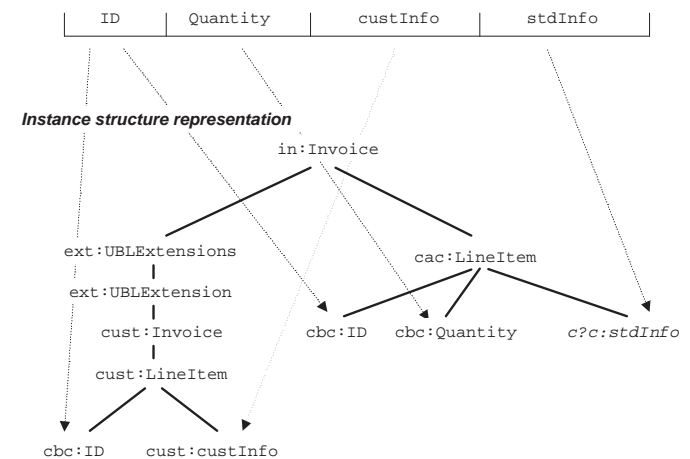 ID Quantity custInfo stdInfo
Instance structure representation
in:Invoice
ext:UBLExtensions
cac:LineItem
ext:UBLExtension
cust:Invoice cbc:ID cbc:Quantity c?c:stdInfo
cust:LineItem
cbc:ID cust:custInfo